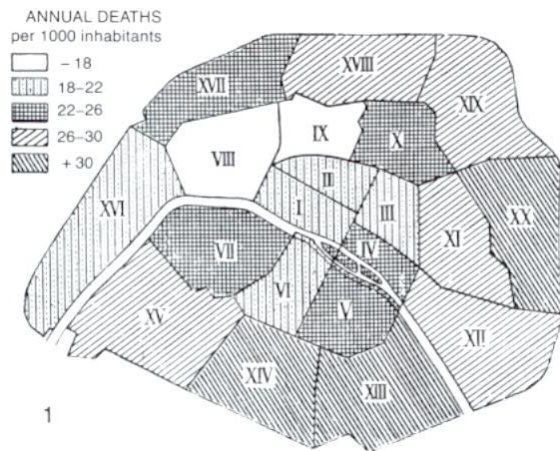 ANNUAL DEATHS
per 1000 inhabitants
– 18
18–22
22–26
26–30
+ 30
XVIII
XVII
XIX
IX
X
VIII
II
XVI
I
III
XX
XI
IV
VII
VI
V
XV
XII
XIV
XIII
1